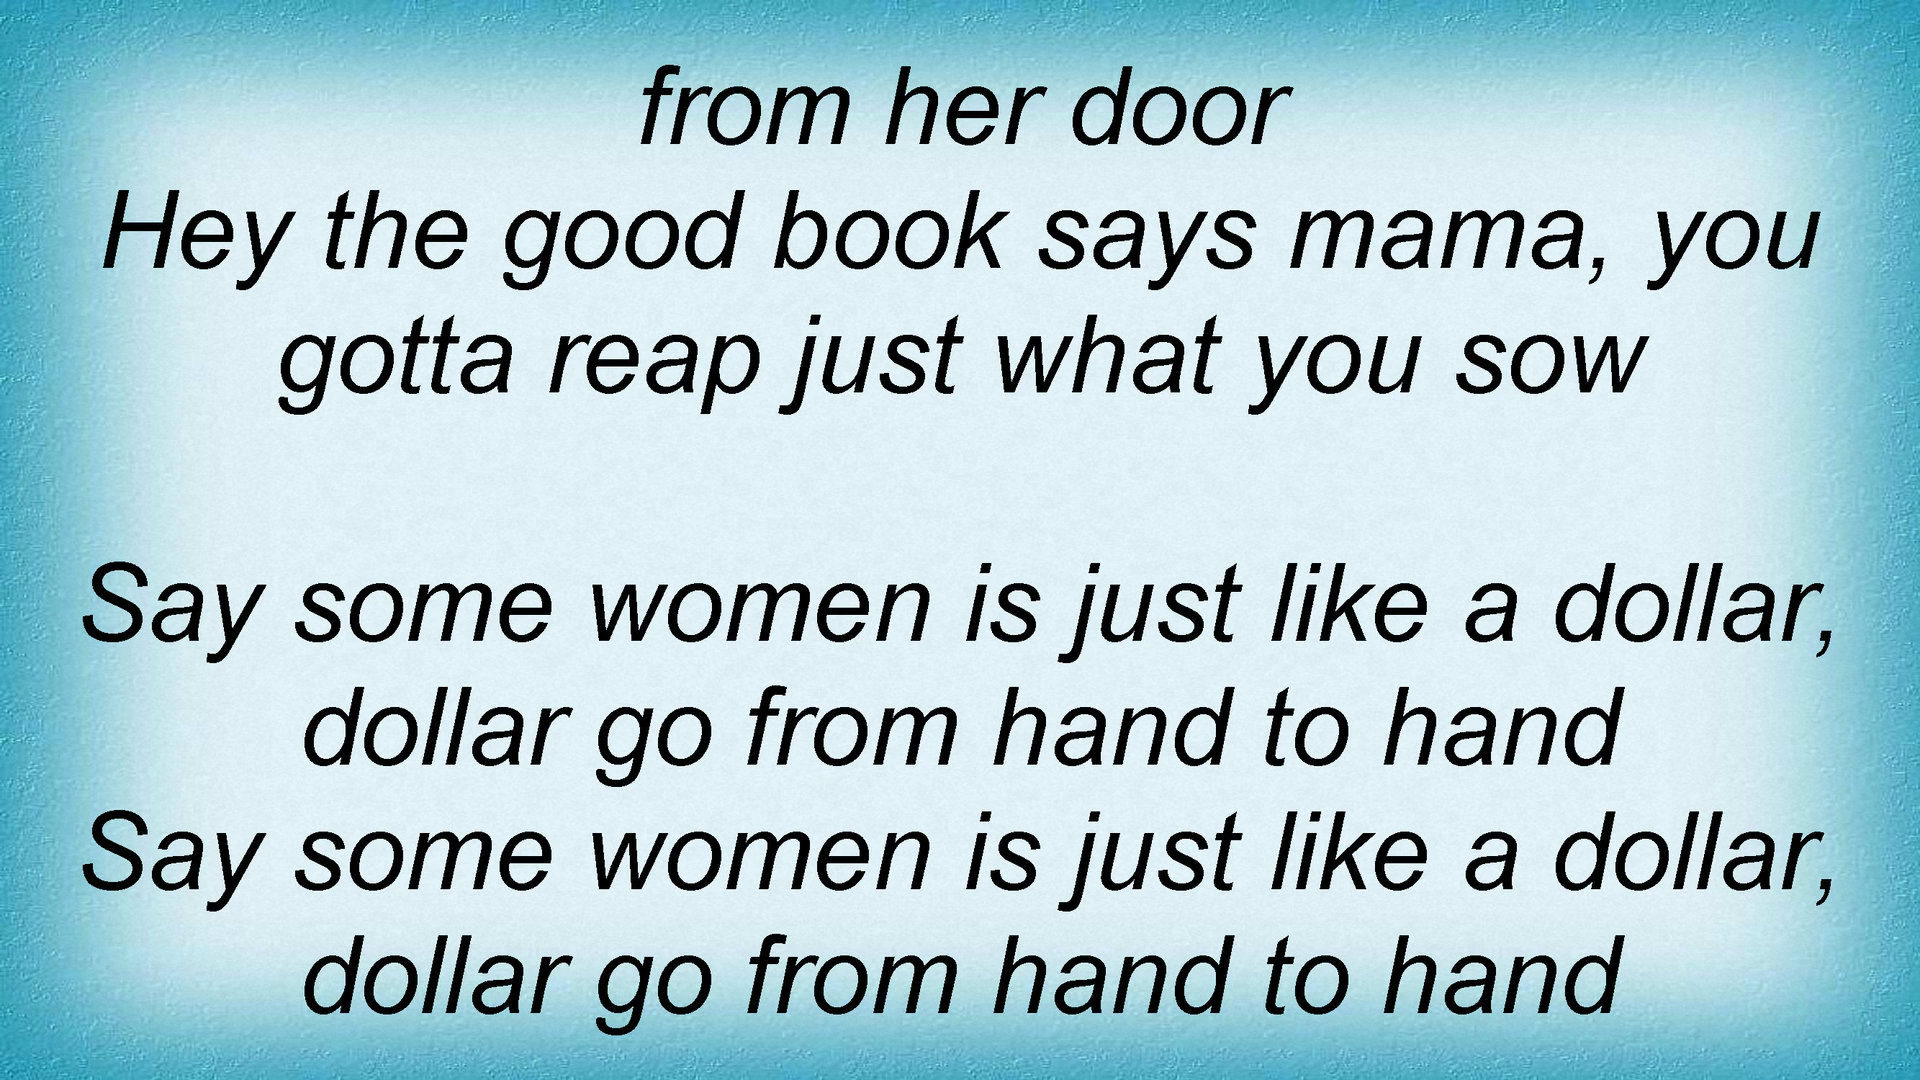 from her door
Hey the good book says mama, you
gotta reap just what you sow
Say some women is just like a dollar,
dollar go from hand to hand
Say some women is just like a dollar,
dollar go from hand to hand